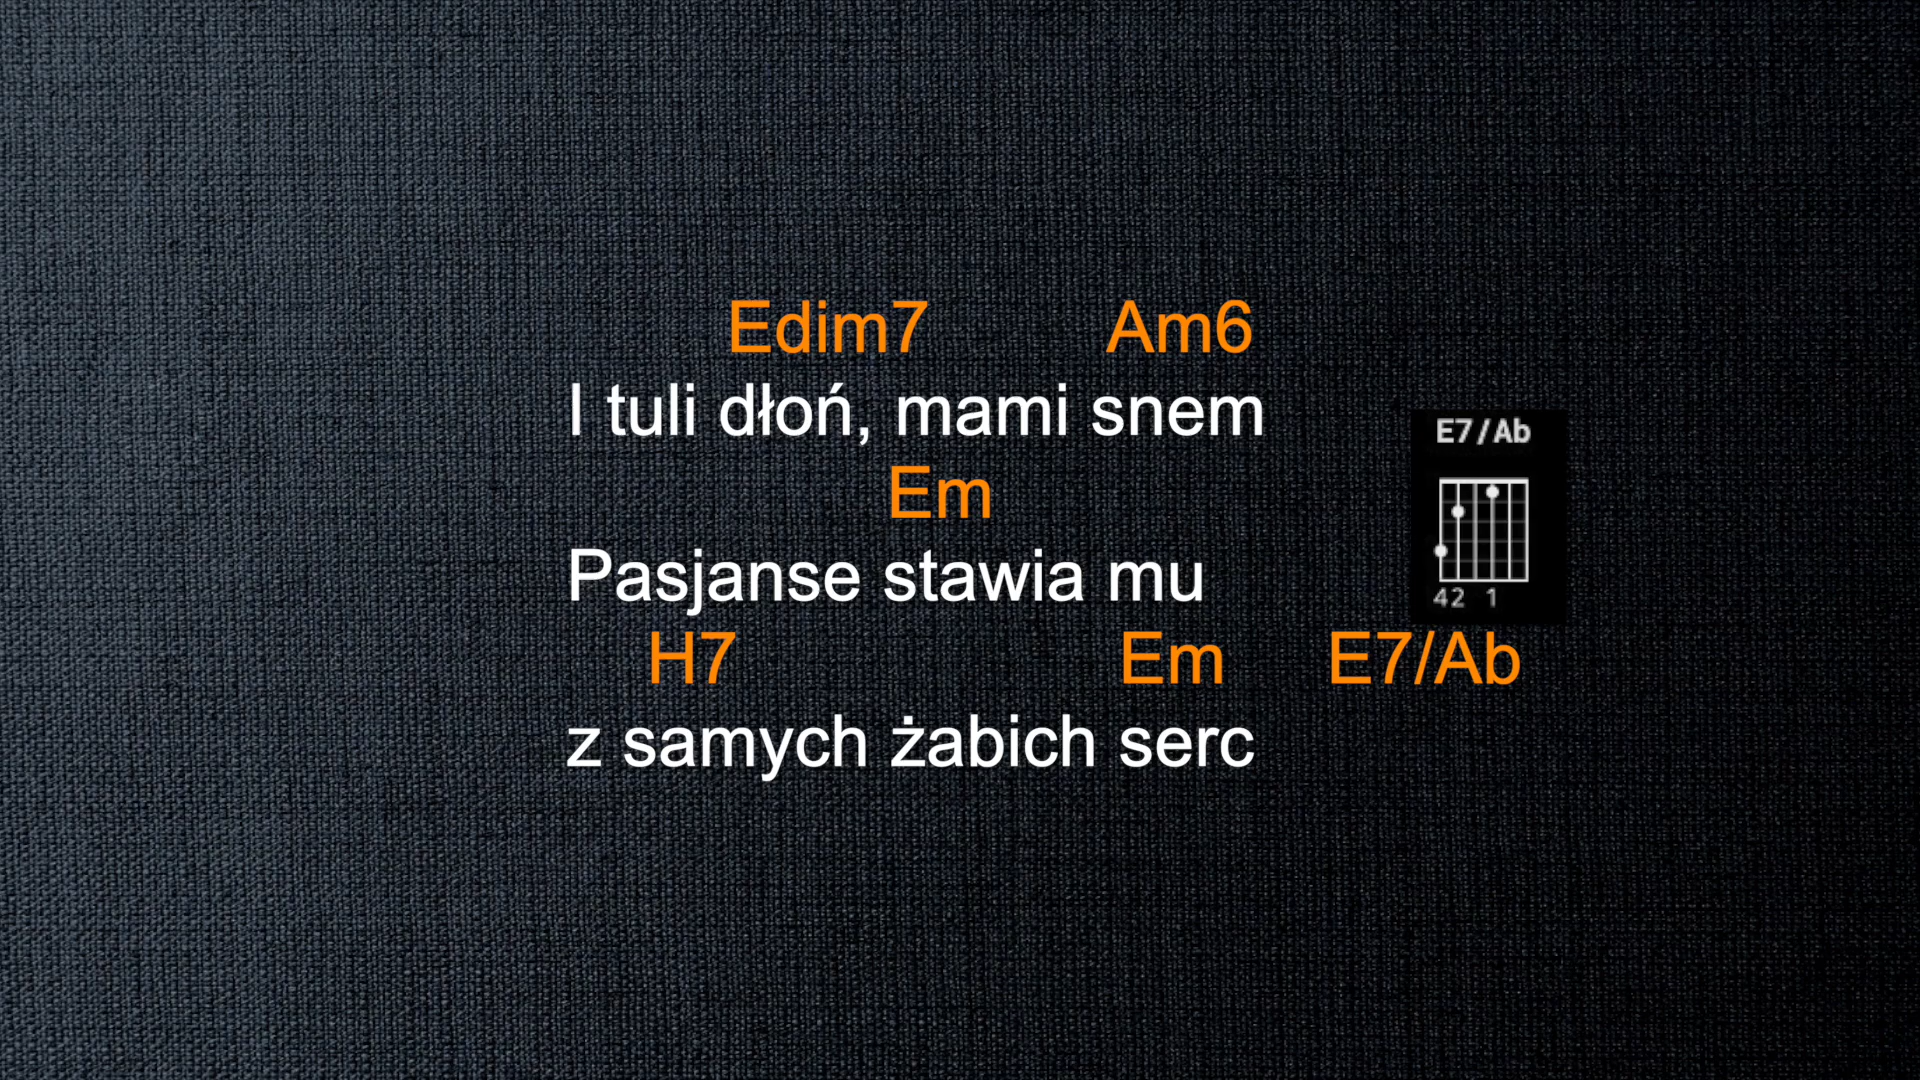 Edim7 Am6
I tuli dłoń, mami snem
Em
Pasjanse stawia mu
H7 Em E7/Ab
z samych żabich serc
E7/Ab
42 1